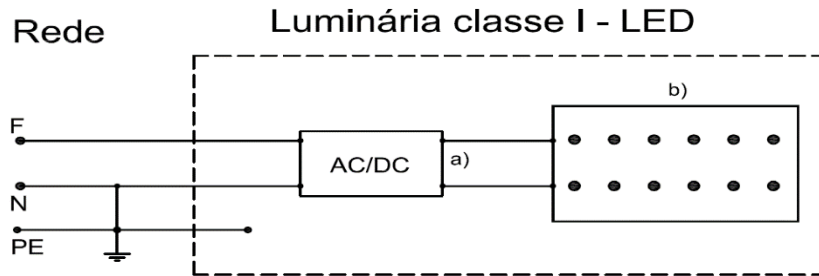 Rede
Luminária classe I - LED
b)
F
AC/DC
a)
N
PE